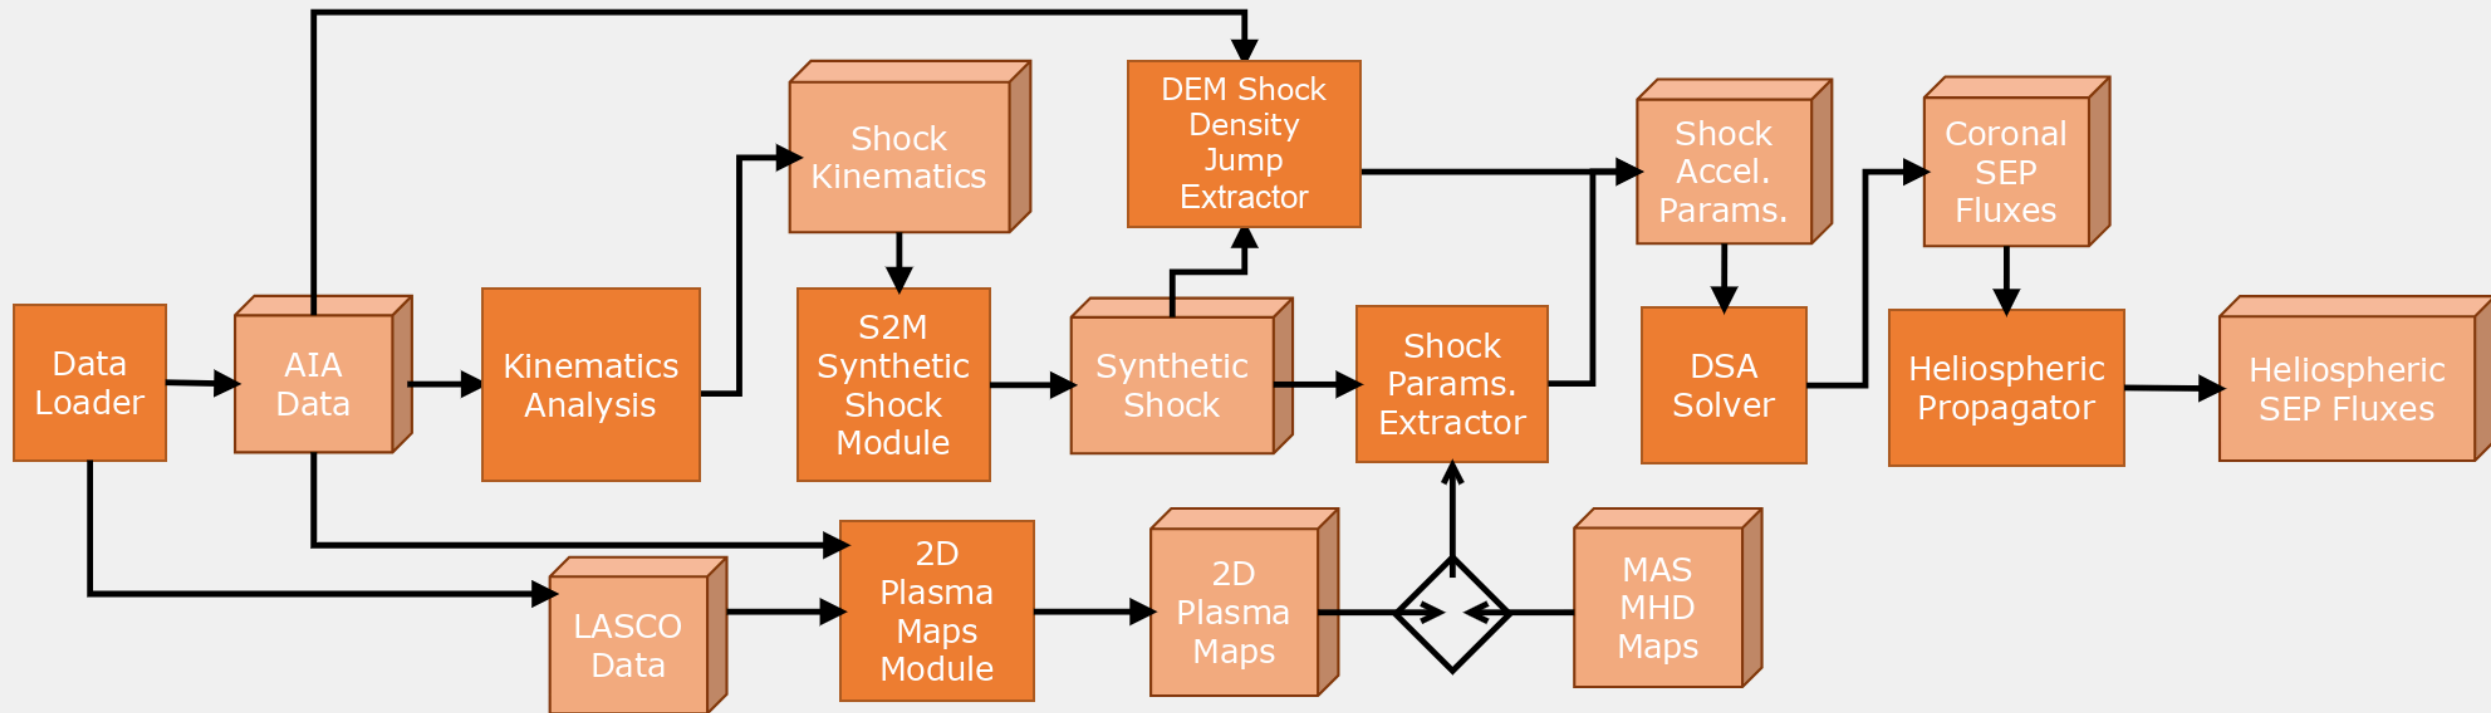 Data
Loader
AIA
Data
Kinematics
Analysis
Shock
Kinematics
S2M
Synthetic
Shock
Module
Synthetic
Shock
DEM Shock
Density
Jump
Extractor
Shock
Params.
Extractor
Shock
Accel.
Params.
DSA
Solver
Coronal
SEP
Fluxes
Heliospheric
Propagator
Heliospheric
SEP Fluxes
LASCO
Data
2D
Plasma
Maps
Module
2D
Plasma
Maps
MAS
MHD
Maps